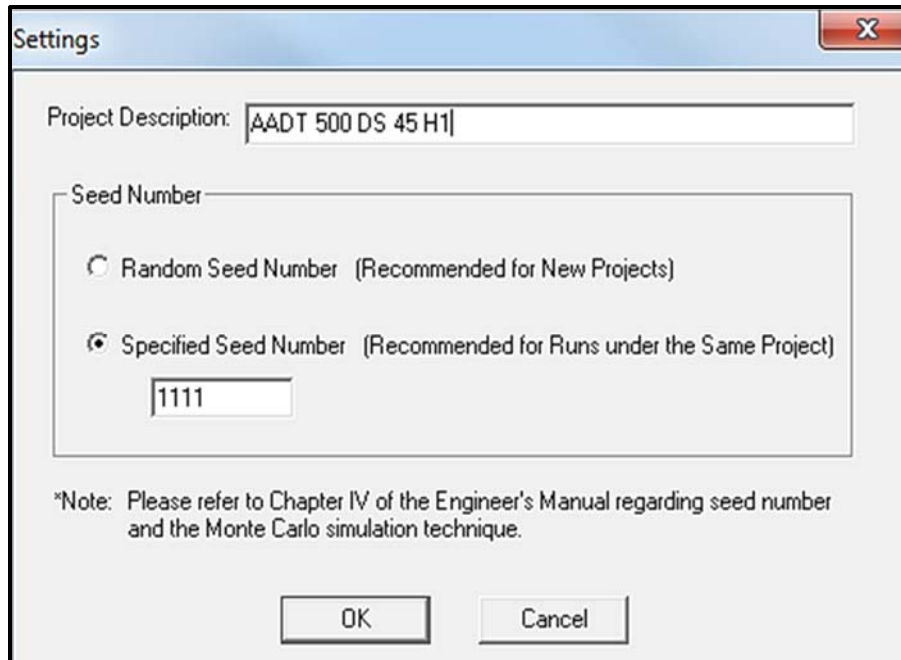 Settings
Project Description: AADT 500 DS 45 H1
Seed Number
Random Seed Number (Recommended for New Projects)
Specified Seed Number (Recommended for Runs under the Same Project)
1111
*Note: Please refer to Chapter IV of the Engineer's Manual regarding seed number
and the Monte Carlo simulation technique.
OK Cancel